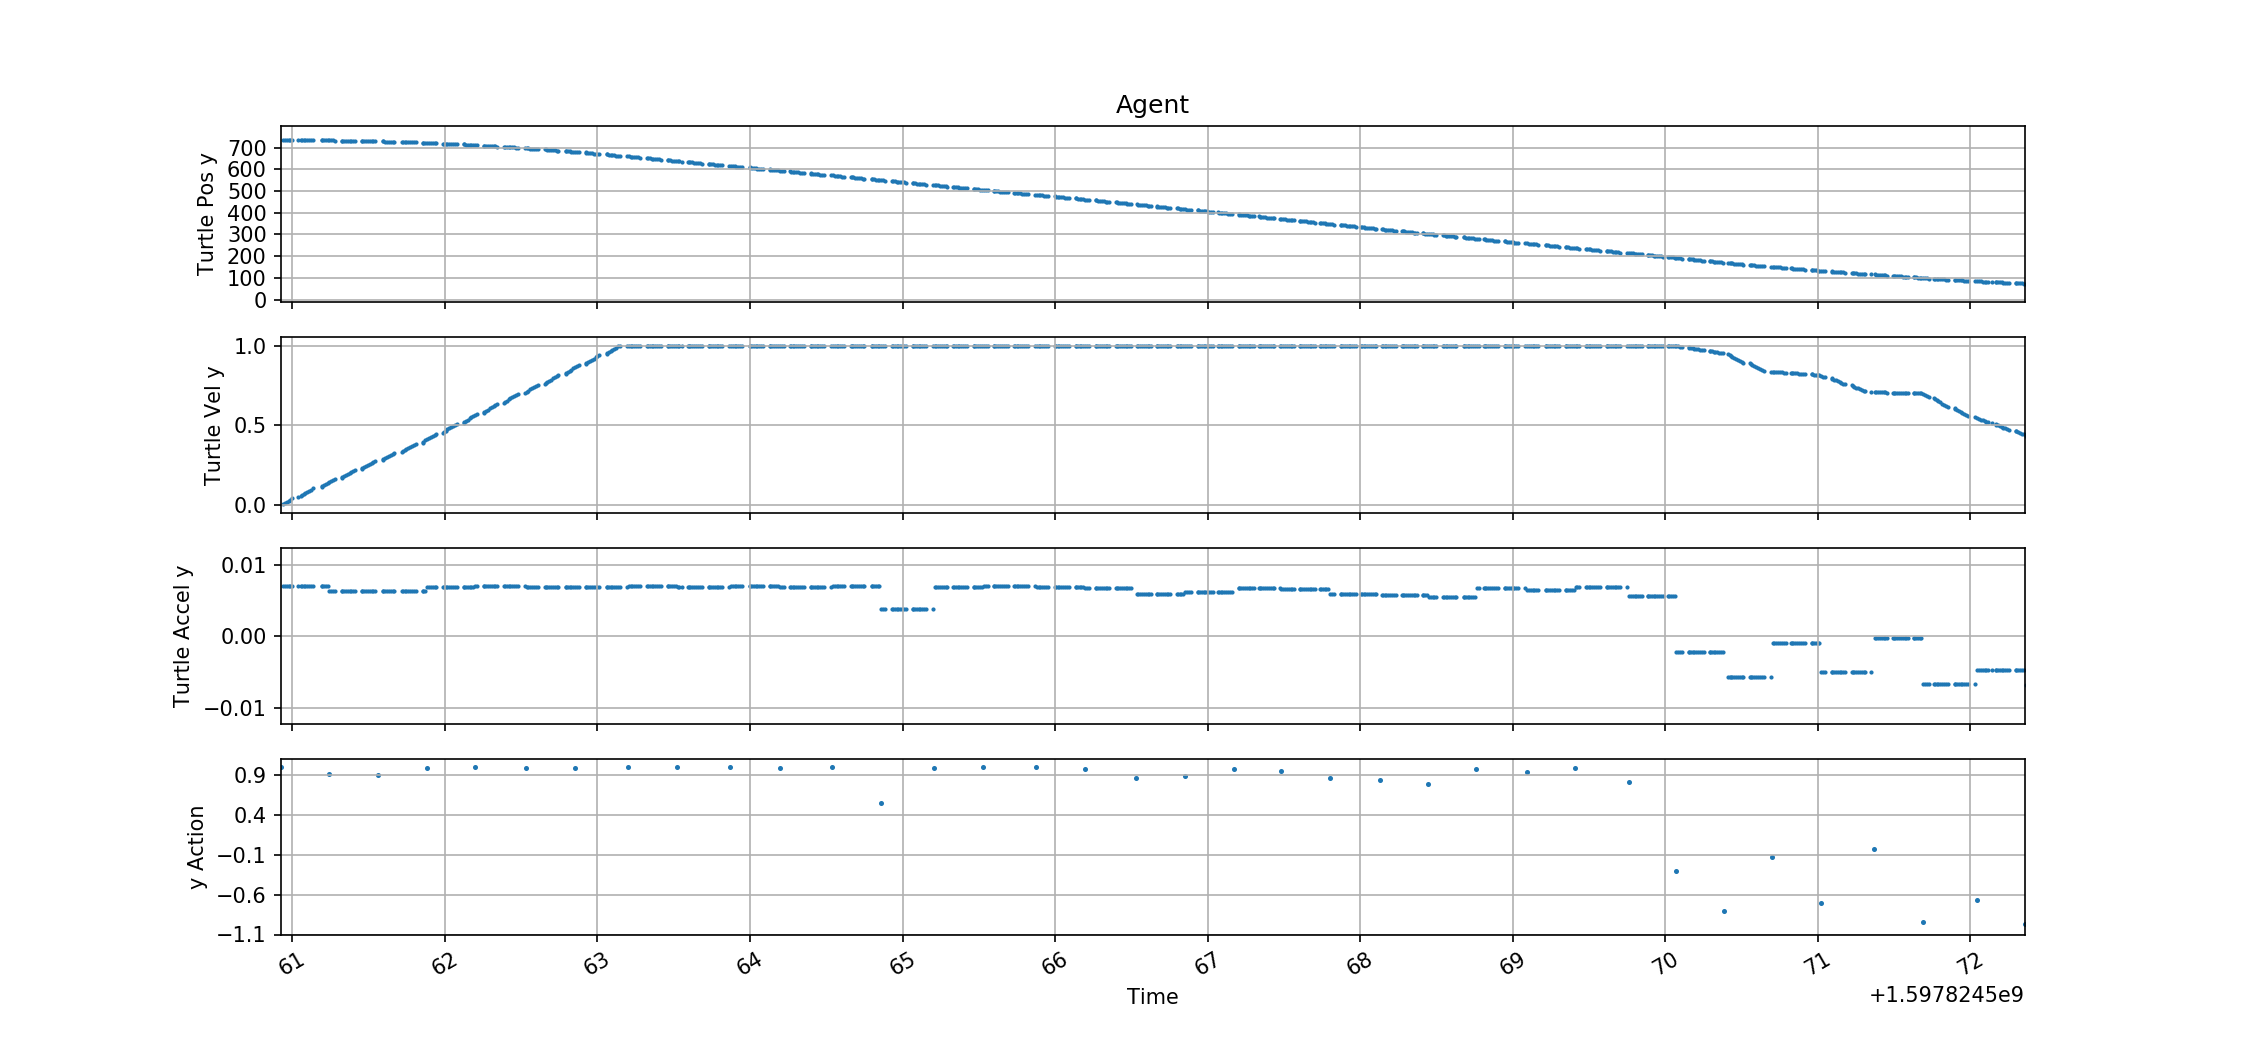 Agent
Turtle Pos y
700
600
500
400
300
200
100
0
Turtle Vel y
1.0
0.5
0.0
Turtle Accel y
0.01
0.00
−0.01
y Action
0.9
0.4
−0.1
−0.6
−1.1
61 62 63 64 65 66 67 68 69 70 71 72
Time
+1.5978245e9